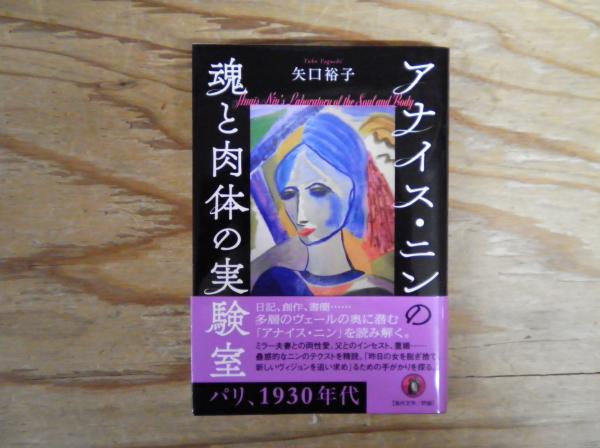 Yuko Yaguchi
矢口裕子
アナイス・ニンの
魂と肉体の実験室
Anaïs Nin's Laboratory of the Soul and Body
日記、創作、書簡……
多層のヴェールの奥に潜む
「アナイス・ニン」を読み解く。
ミラー夫妻との両性愛、父とのインセスト、重婚——
蠱惑的なニンのテクストを精読。「昨日の女を脱ぎ捨て、
新しいヴィジョンを追い求め」るための手がかりを探る。
パリ、1930年代